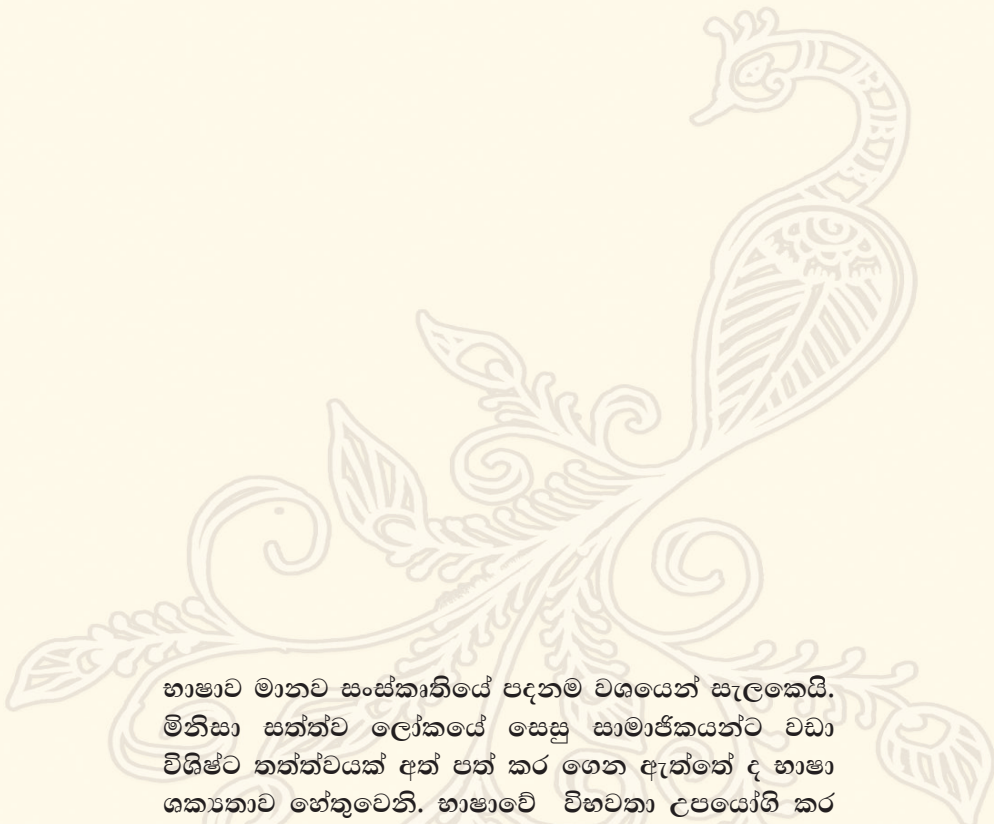 භාෂාව මානව සංස්කෘතියේ පදනම වශයෙන් සැලකෙයි.
මිනිසා සත්ත්ව ලෝකයේ සෙසු සාමාජිකයන්ට වඩා
විශිෂ්ට තත්ත්වයක් අත් පත් කර ගෙන ඇත්තේ ද භාෂා
ශක්‍යතාව හේතුවෙනි. භාෂාවේ විභවතා උපයෝගි කර